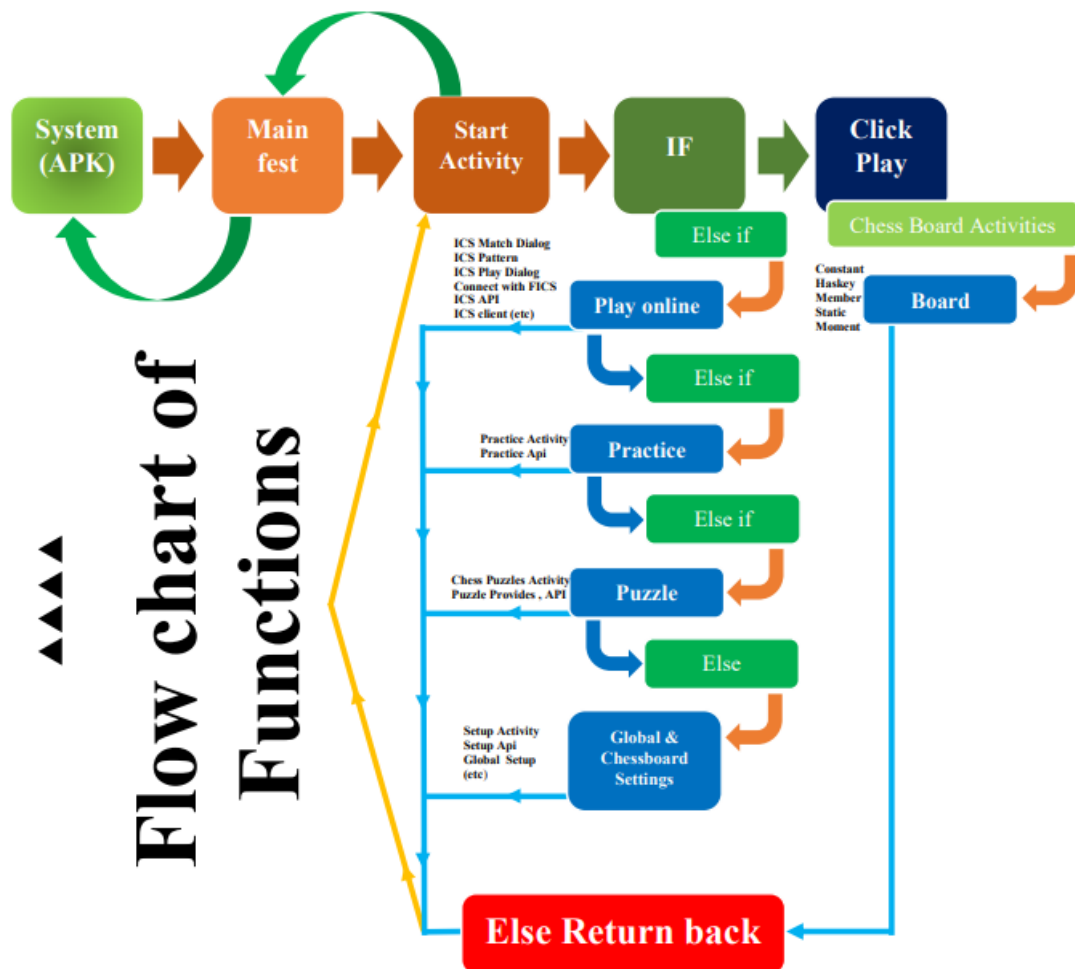 System
(APK)
Main
fest
Start
Activity
IF
Click
Play
Else if
Chess Board Activities
ICS Match Dialog
ICS Pattern
ICS Play Dialog
Connect with FICS
ICS API
ICS client (etc)
Play online
Constant
Haskey
Member
Static
Moment
Board
Else if
Practice Activity
Practice Api
Practice
Else if
Chess Puzzles Activity
Puzzle Provides , API
Puzzle
Else
Setup Activity
Setup Api
Global Setup
(etc)
Global &
Chessboard
Settings
Else Return back
Flow chart of
Functions